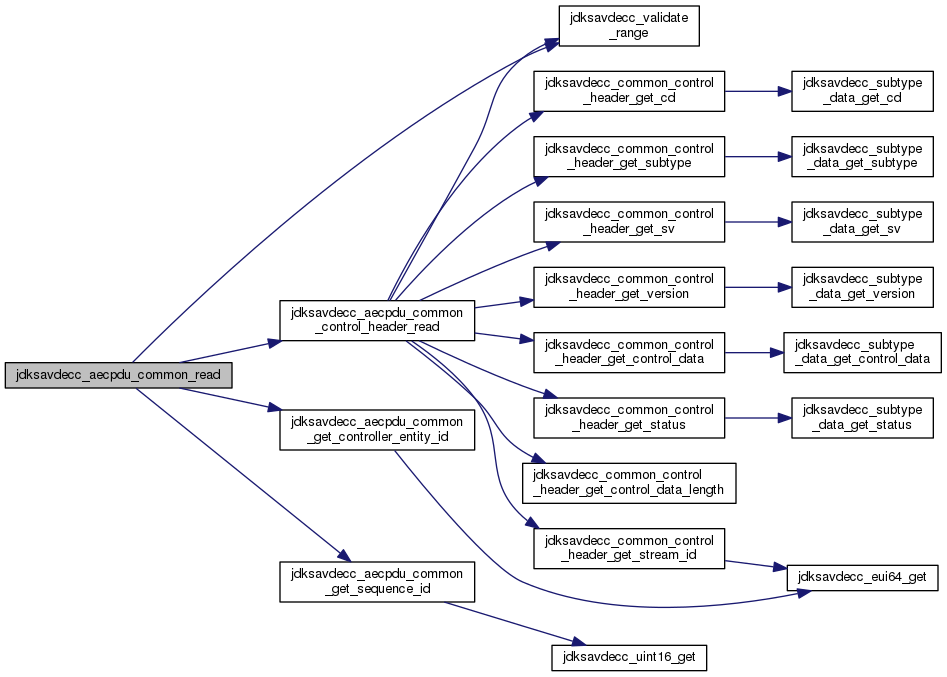 jdksavdecc_validate
_range
jdksavdecc_common_control
_header_get_cd
jdksavdecc_subtype
_data_get_cd
jdksavdecc_common_control
_header_get_subtype
jdksavdecc_subtype
_data_get_subtype
jdksavdecc_common_control
_header_get_sv
jdksavdecc_subtype
_data_get_sv
jdksavdecc_common_control
_header_get_version
jdksavdecc_subtype
_data_get_version
jdksavdecc_aecpdu_common
_control_header_read
jdksavdecc_common_control
_header_get_control_data
jdksavdecc_subtype
_data_get_control_data
jdksavdecc_aecpdu_common_read
jdksavdecc_common_control
_header_get_status
jdksavdecc_subtype
_data_get_status
jdksavdecc_aecpdu_common
_get_controller_entity_id
jdksavdecc_common_control
_header_get_control_data_length
jdksavdecc_common_control
_header_get_stream_id
jdksavdecc_eui64_get
jdksavdecc_aecpdu_common
_get_sequence_id
jdksavdecc_uint16_get